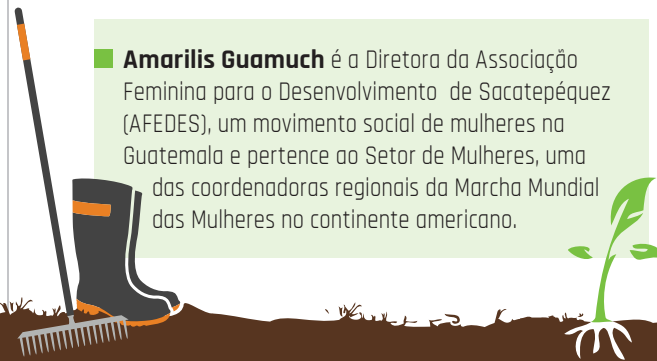 Amarilis Guamuch é a Diretora da Associação
Feminina para o Desenvolvimento de Sacatepéquez
(AFEDES), um movimento social de mulheres na
Guatemala e pertence ao Setor de Mulheres, uma
das coordenadoras regionais da Marcha Mundial
das Mulheres no continente americano.